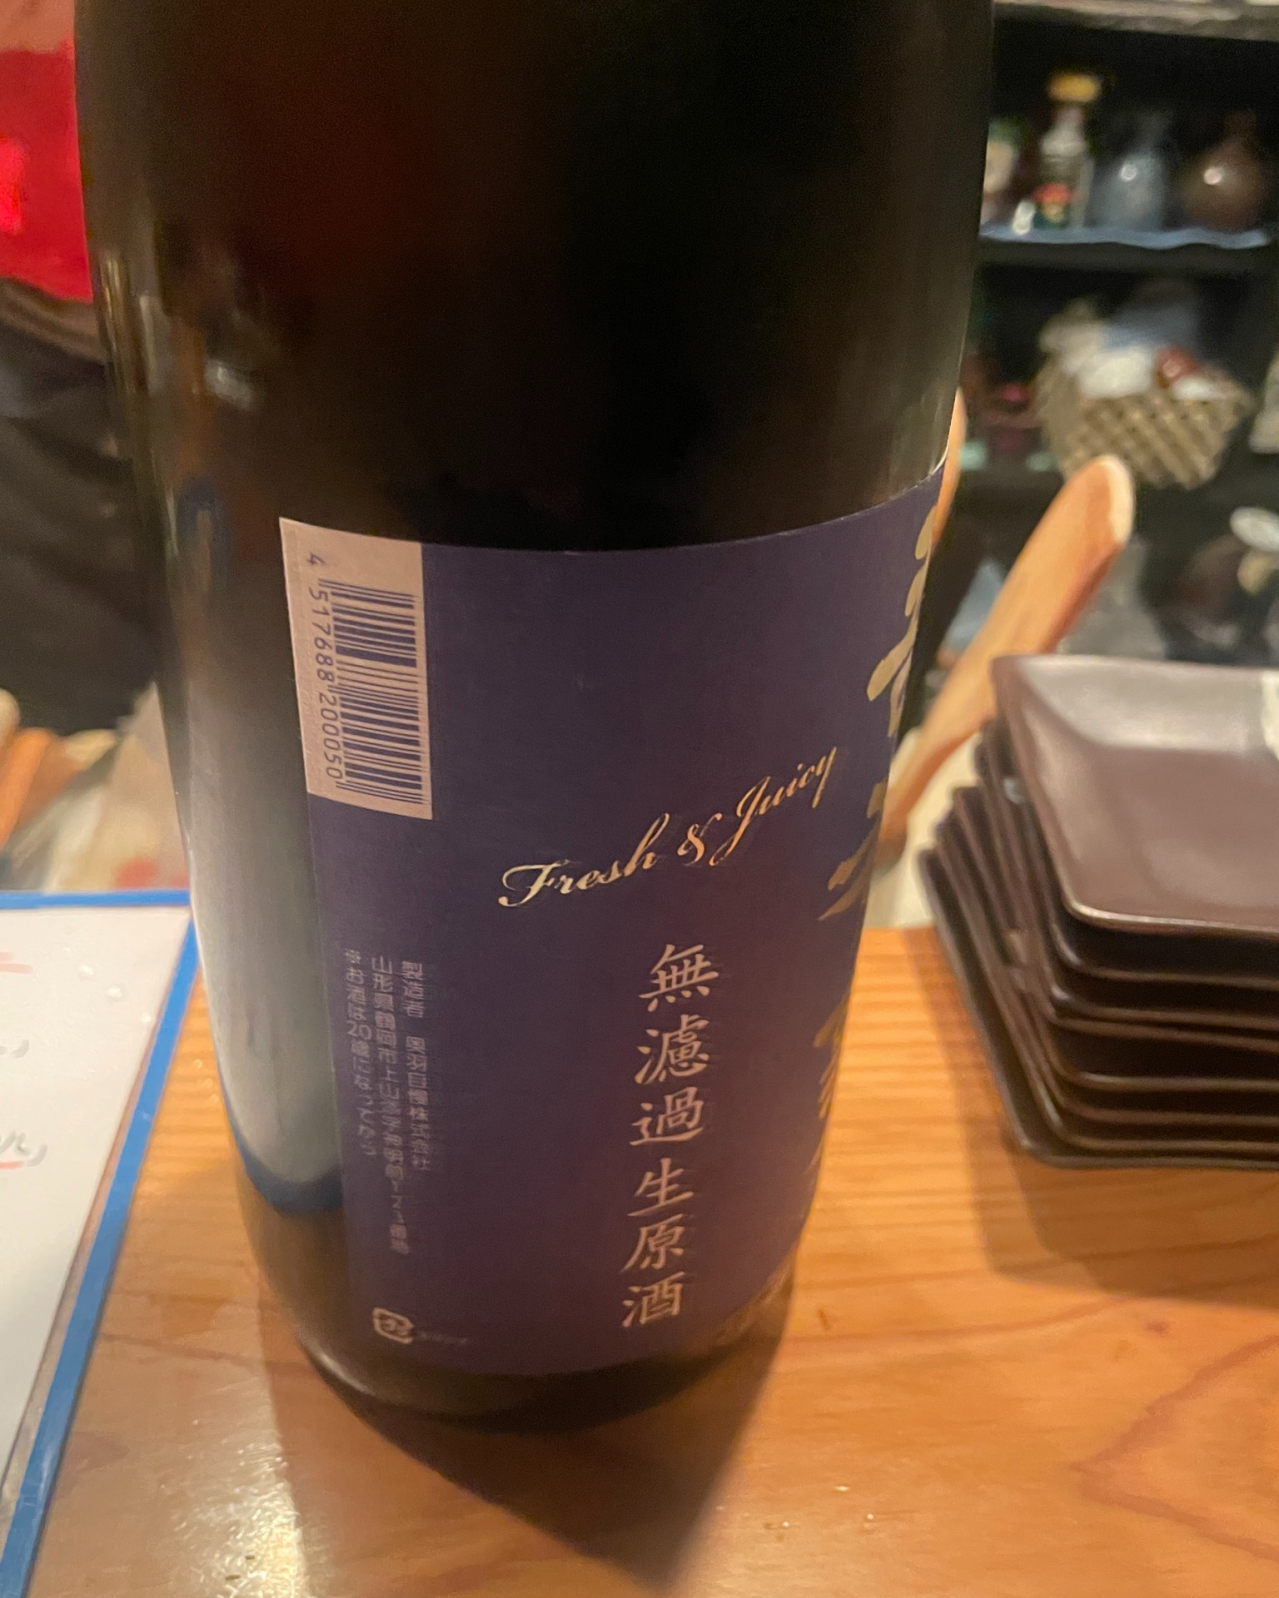 4 517688 200050
Fresh & Juicy
無濾過生原酒
製造者 奥羽自慢株式会社
山形県鶴岡市上山添字神明前123番地
※お酒は20歳になってから